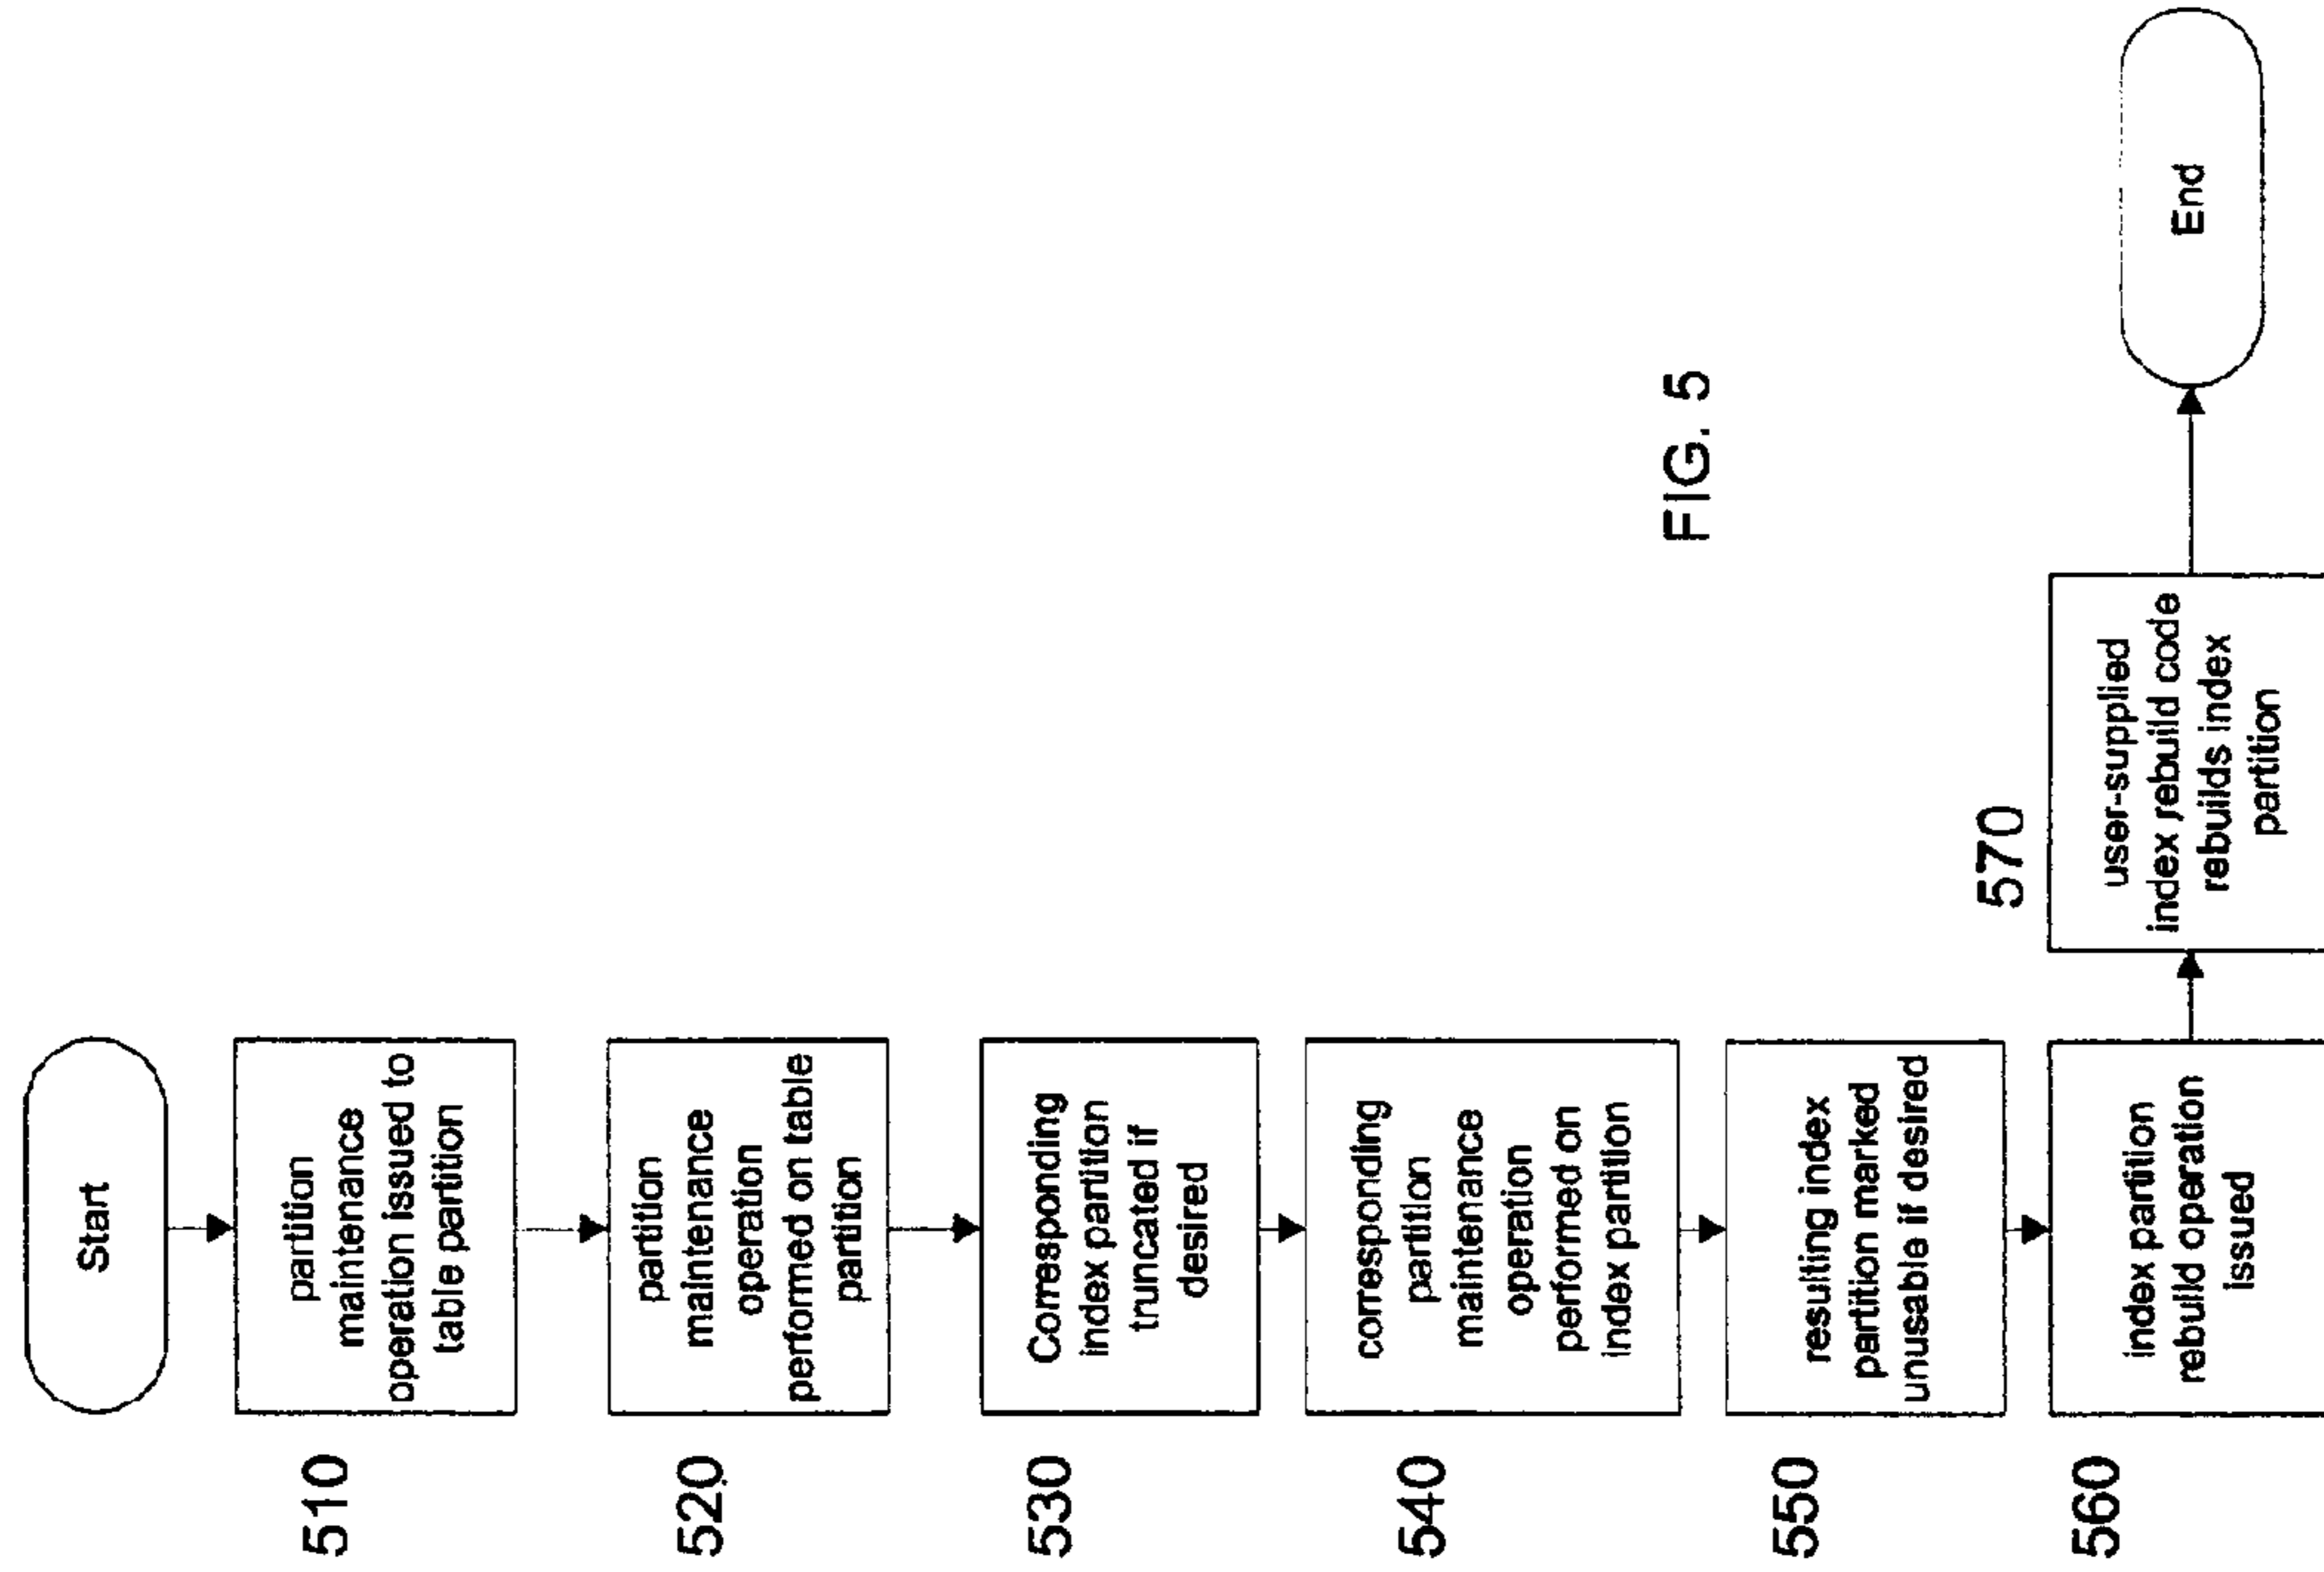 Start
510
partition
maintenance
operation issued to
table partition
520
partition
maintenance
operation
performed on table
partition
530
Corresponding
index partition
truncated if
desired
540
corresponding
partition
maintenance
operation
performed on
index partition
550
resulting index
partition marked
unusable if desired
560
index partition
rebuild operation
issued
570
user-supplied
index rebuild code
rebuilds index
partition
End
FIG. 5